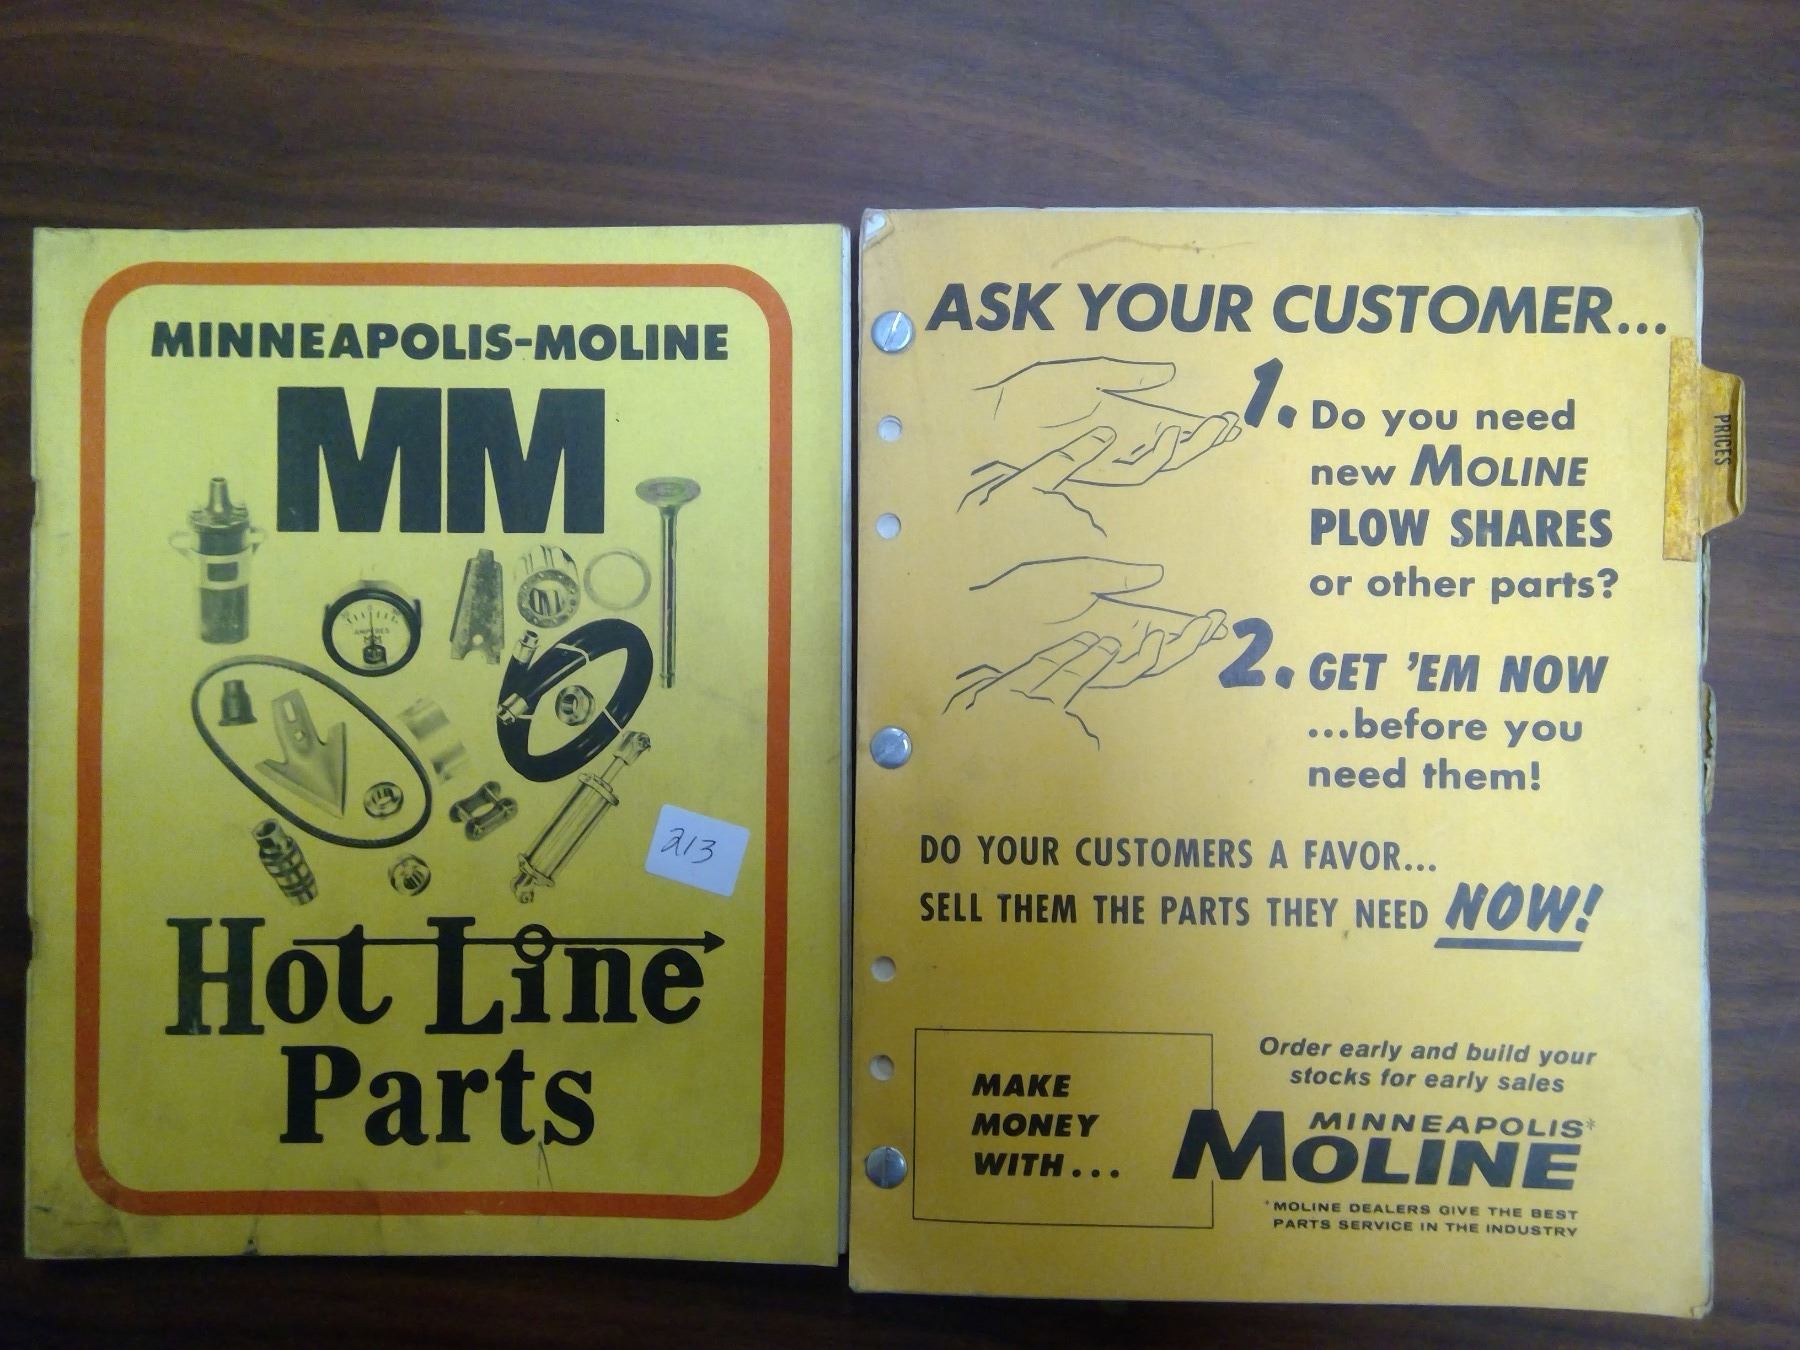 MINNEAPOLIS-MOLINE
MM
AMPERES
213
Hot Line
Parts
ASK YOUR CUSTOMER...
1. Do you need
new MOLINE
PLOW SHARES
or other parts?
2. GET 'EM NOW
...before you
need them!
DO YOUR CUSTOMERS A FAVOR...
SELL THEM THE PARTS THEY NEED NOW!
MAKE
MONEY
WITH...
Order early and build your
stocks for early sales
MINNEAPOLIS*
MOLINE
*MOLINE DEALERS GIVE THE BEST
PARTS SERVICE IN THE INDUSTRY
PRICES